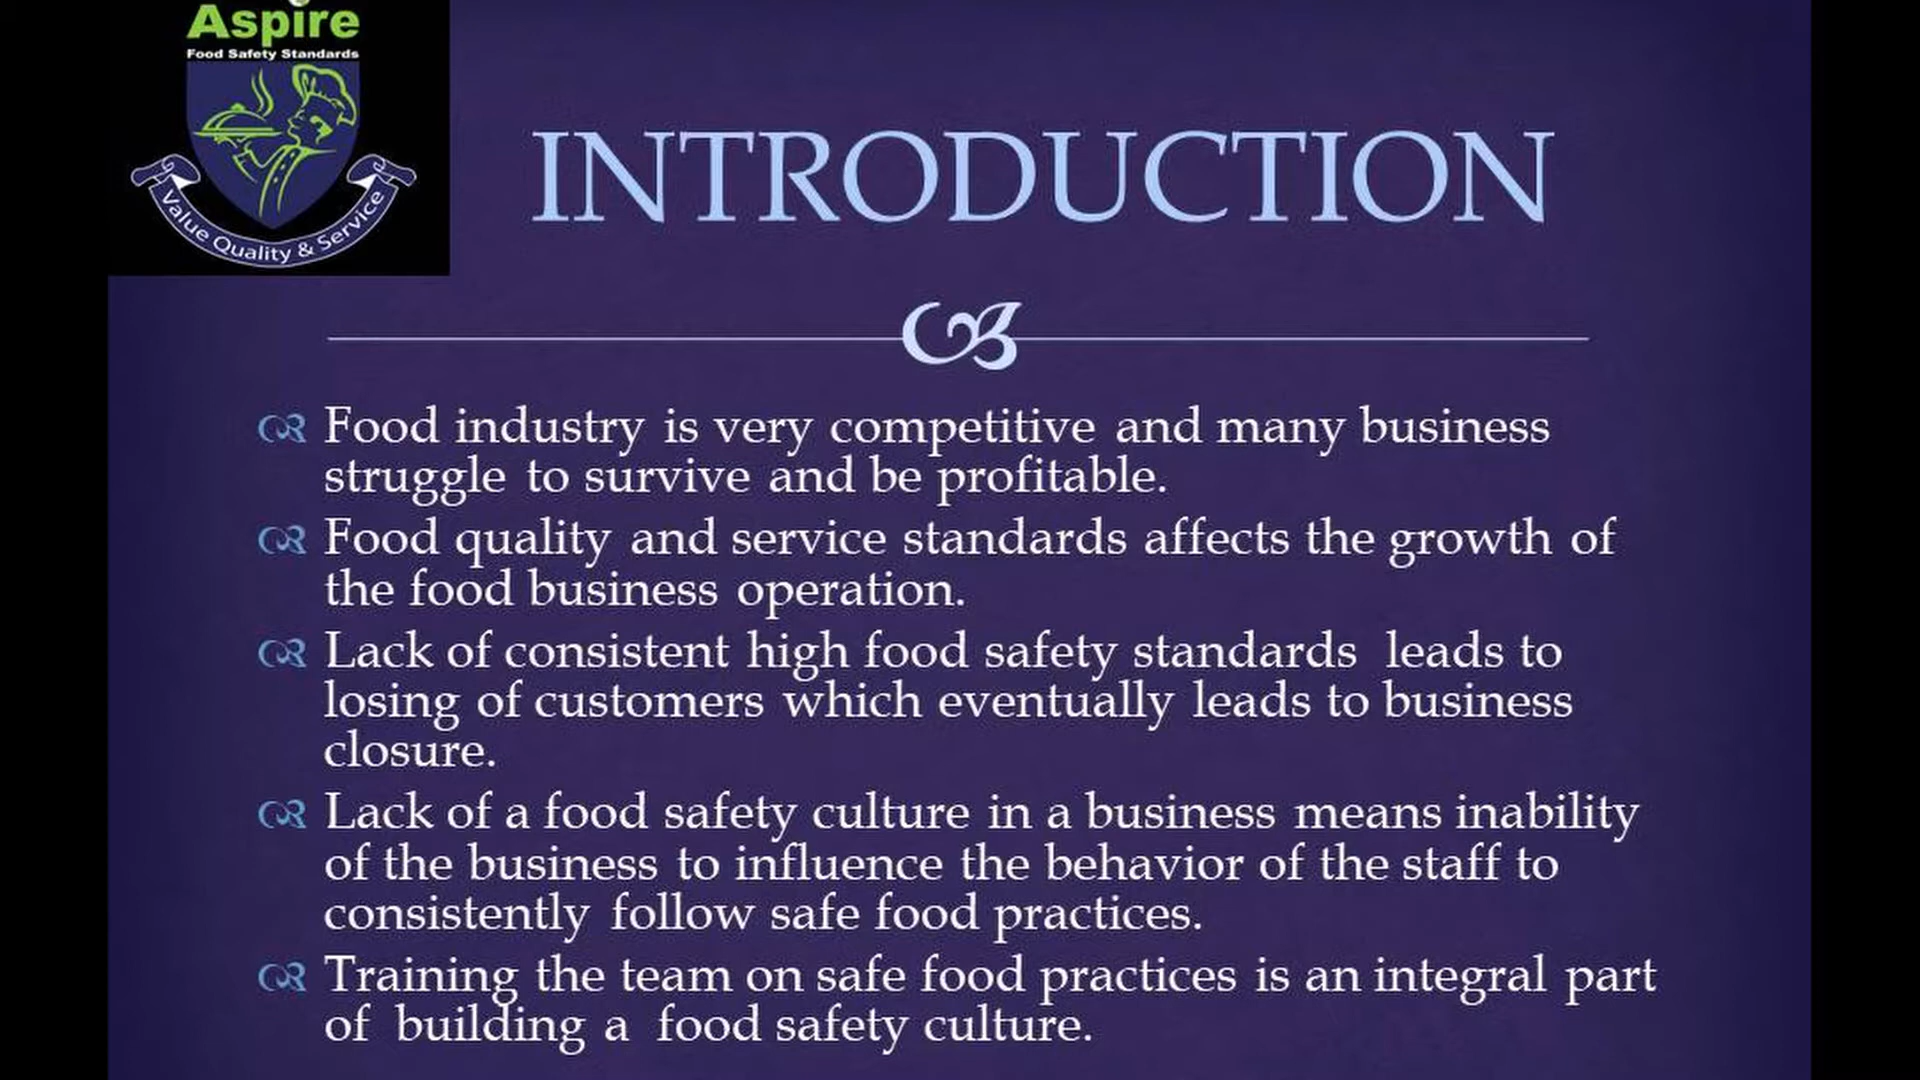 Aspire
Food Safety Standards
Value Quality & Service
INTRODUCTION
Food industry is very competitive and many business
struggle to survive and be profitable.
Food quality and service standards affects the growth of
the food business operation.
Lack of consistent high food safety standards leads to
losing of customers which eventually leads to business
closure.
Lack of a food safety culture in a business means inability
of the business to influence the behavior of the staff to
consistently follow safe food practices.
Training the team on safe food practices is an integral part
of building a food safety culture.